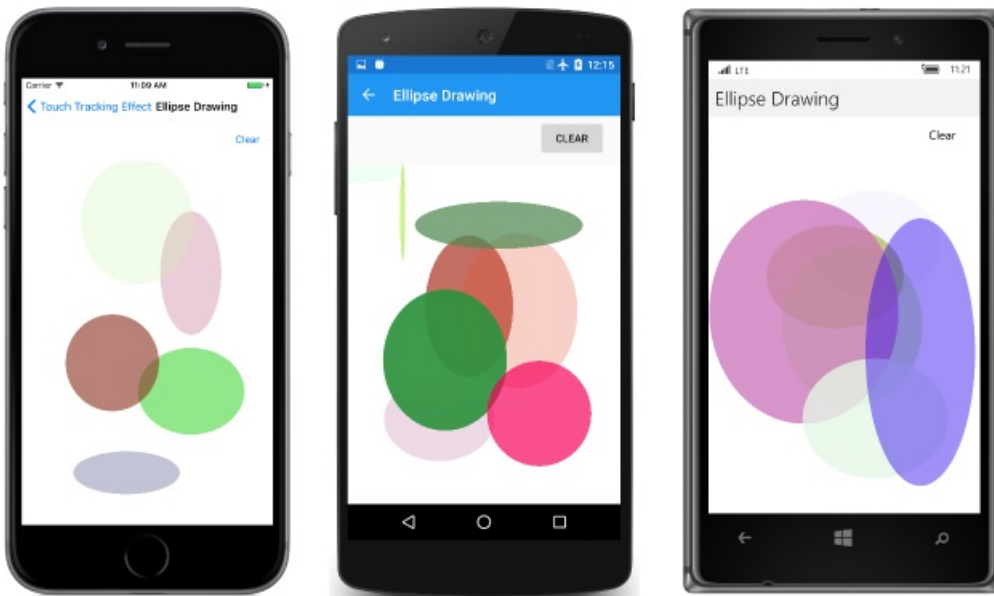 Carrier 11:09 AM
Touch Tracking Effect Ellipse Drawing
Clear
12:15
Ellipse Drawing
CLEAR
LTE 11:21
Ellipse Drawing
Clear